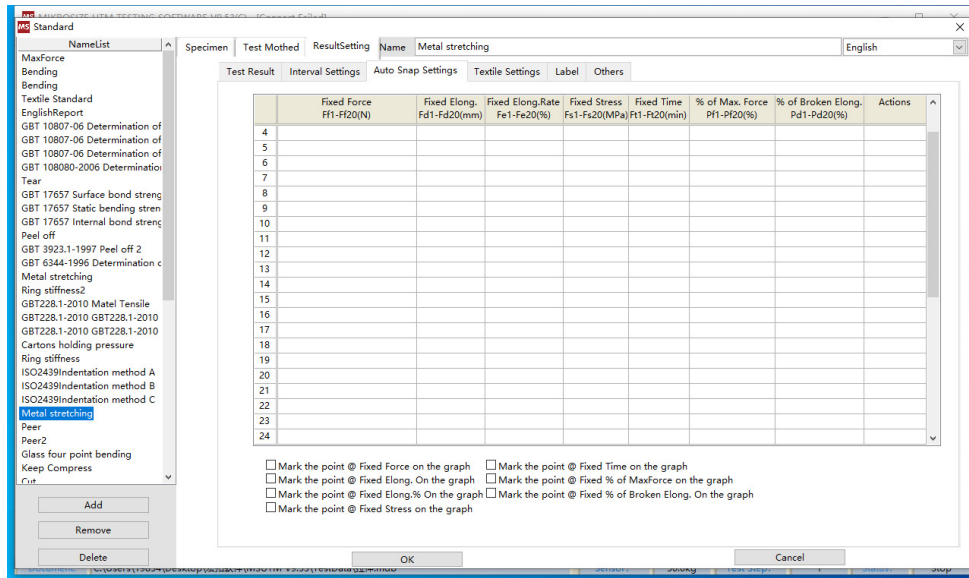 MS Standard
NameList
MaxForce
Bending
Bending
Textile Standard
EnglishReport
GBT 10807-06 Determination of
GBT 10807-06 Determination of
GBT 10807-06 Determination of
GBT 108080-2006 Determination
Tear
GBT 17657 Surface bond streng
GBT 17657 Static bending stren
GBT 17657 Internal bond streng
Peel off
GBT 3923.1-1997 Peel off 2
GBT 6344-1996 Determination c
Metal stretching
Ring stiffness2
GBT228.1-2010 Matel Tensile
GBT228.1-2010 GBT228.1-2010
GBT228.1-2010 GBT228.1-2010
Cartons holding pressure
Ring stiffness
ISO2439Indentation method A
ISO2439Indentation method B
ISO2439Indentation method C
Metal stretching
Peer
Peer2
Glass four point bending
Keep Compress
Cut
Add
Remove
Delete
Specimen Test Mothed ResultSetting Name Metal stretching English
Test Result Interval Settings Auto Snap Settings Textile Settings Label Others
Fixed Force Fixed Elong. Fixed Elong.Rate Fixed Stress Fixed Time % of Max. Force % of Broken Elong. Actions
Ff1-Ff20(N) Fd1-Fd20(mm) Fe1-Fe20(%) Fs1-Fs20(MPa) Ft1-Ft20(min) Pf1-Pf20(%) Pd1-Pd20(%)
4
5
6
7
8
9
10
11
12
13
14
15
16
17
18
19
20
21
22
23
24
Mark the point @ Fixed Force on the graph Mark the point @ Fixed Time on the graph
Mark the point @ Fixed Elong. On the graph Mark the point @ Fixed % of MaxForce on the graph
Mark the point @ Fixed Elong.% On the graph Mark the point @ Fixed % of Broken Elong. On the graph
Mark the point @ Fixed Stress on the graph
OK Cancel